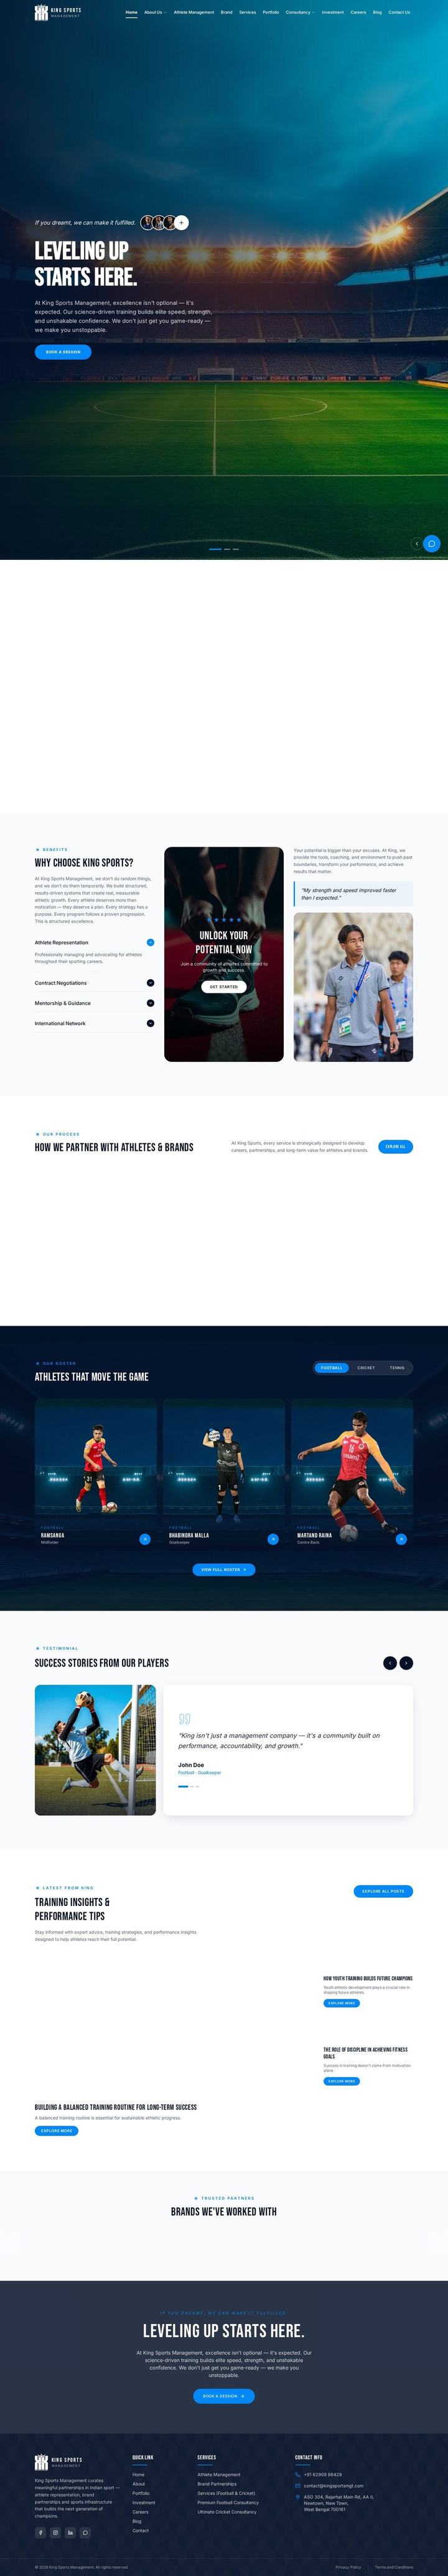 KING SPORTS
MANAGEMENT
Home
About Us
Athlete Management
Brand
Services
Portfolio
Consultancy
Investment
Careers
Blog
Contact Us
If you dreamt, we can make it fulfilled.
LEVELING UP
STARTS HERE.
At King Sports Management, excellence isn't optional — it's
expected. Our science-driven training builds elite speed, strength,
and unshakable confidence. We don't just get you game-ready —
we make you unstoppable.
BOOK A SESSION
BENEFITS
WHY CHOOSE KING SPORTS?
At King Sports Management, we don't do random things,
and we don't do them temporarily. We build structured,
results-driven systems that create real, measurable
athletic growth. Every athlete deserves more than
motivation — they deserve a plan. Every strategy has a
purpose. Every program follows a proven progression.
This is structured excellence.
Athlete Representation
Professionally managing and advocating for athletes
throughout their sporting careers.
Contract Negotiations
Mentorship & Guidance
International Network
UNLOCK YOUR
POTENTIAL NOW
Join a community of athletes committed to
growth and success.
GET STARTED
Your potential is bigger than your excuses. At King, we
provide the tools, coaching, and environment to push past
boundaries, transform your performance, and achieve
results that matter.
"My strength and speed improved faster
than I expected."
OUR PROCESS
HOW WE PARTNER WITH ATHLETES & BRANDS
At King Sports, every service is strategically designed to develop
careers, partnerships, and long-term value for athletes and brands.
EXPLORE ALL
OUR ROSTER
ATHLETES THAT MOVE THE GAME
FOOTBALL
CRICKET
TENNIS
FOOTBALL
RAMSANGA
Midfielder
FOOTBALL
BHABINDRA MALLA
Goalkeeper
FOOTBALL
MARTAND RAINA
Centre Back
VIEW FULL ROSTER
TESTIMONIAL
SUCCESS STORIES FROM OUR PLAYERS
"King isn't just a management company — it's a community built on
performance, accountability, and growth."
John Doe
Football · Goalkeeper
LATEST FROM KING
TRAINING INSIGHTS &
PERFORMANCE TIPS
Stay informed with expert advice, training strategies, and performance insights
designed to help athletes reach their full potential.
EXPLORE ALL POSTS
HOW YOUTH TRAINING BUILDS FUTURE CHAMPIONS
Youth athletic development plays a crucial role in
shaping future athletes.
EXPLORE MORE
THE ROLE OF DISCIPLINE IN ACHIEVING FITNESS
GOALS
Success in training doesn't come from motivation
alone.
EXPLORE MORE
BUILDING A BALANCED TRAINING ROUTINE FOR LONG-TERM SUCCESS
A balanced training routine is essential for sustainable athletic progress.
EXPLORE MORE
TRUSTED PARTNERS
BRANDS WE'VE WORKED WITH
IF YOU DREAMT, WE CAN MAKE IT FULFILLED.
LEVELING UP STARTS HERE.
At King Sports Management, excellence isn't optional — it's expected. Our
science-driven training builds elite speed, strength, and unshakable
confidence. We don't just get you game-ready — we make you
unstoppable.
BOOK A SESSION
KING SPORTS
MANAGEMENT
King Sports Management curates
meaningful partnerships in Indian sport —
athlete representation, brand
partnerships and sports infrastructure
that builds the next generation of
champions.
QUICK LINK
Home
About
Portfolio
Investment
Careers
Blog
Contact
SERVICES
Athlete Management
Brand Partnerships
Services (Football & Cricket)
Premium Football Consultancy
Ultimate Cricket Consultancy
CONTACT INFO
+91 62909 86429
contact@kingsportsmgt.com
ASO 304, Rajarhat Main Rd, AA II,
Newtown, New Town,
West Bengal 700161
© 2026 King Sports Management. All rights reserved.
Privacy Policy
Terms and Conditions